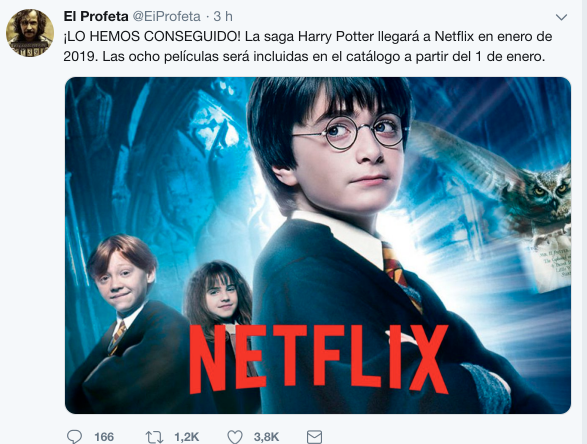 El Profeta @EiProfeta · 3 h
¡LO HEMOS CONSEGUIDO! La saga Harry Potter llegará a Netflix en enero de
2019. Las ocho películas será incluidas en el catálogo a partir del 1 de enero.
NETFLIX
166 1,2K 3,8K